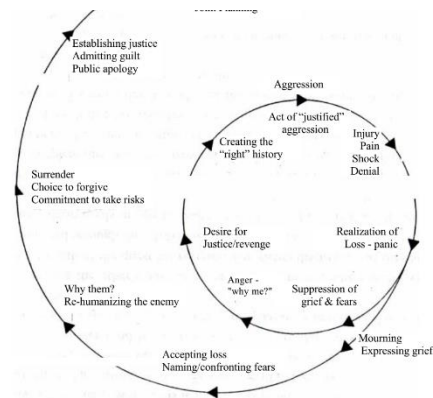 Establishing justice
Admitting guilt
Public apology
Aggression
Act of "justified"
aggression
Creating the
"right" history
Injury
Pain
Shock
Denial
Surrender
Choice to forgive
Commitment to take risks
Desire for
Justice/revenge
Realization of
Loss - panic
Why them?
Re-humanizing the enemy
Anger -
"why me?"
Suppression of
grief & fears
Mourning
Expressing grief
Accepting loss
Naming/confronting fears